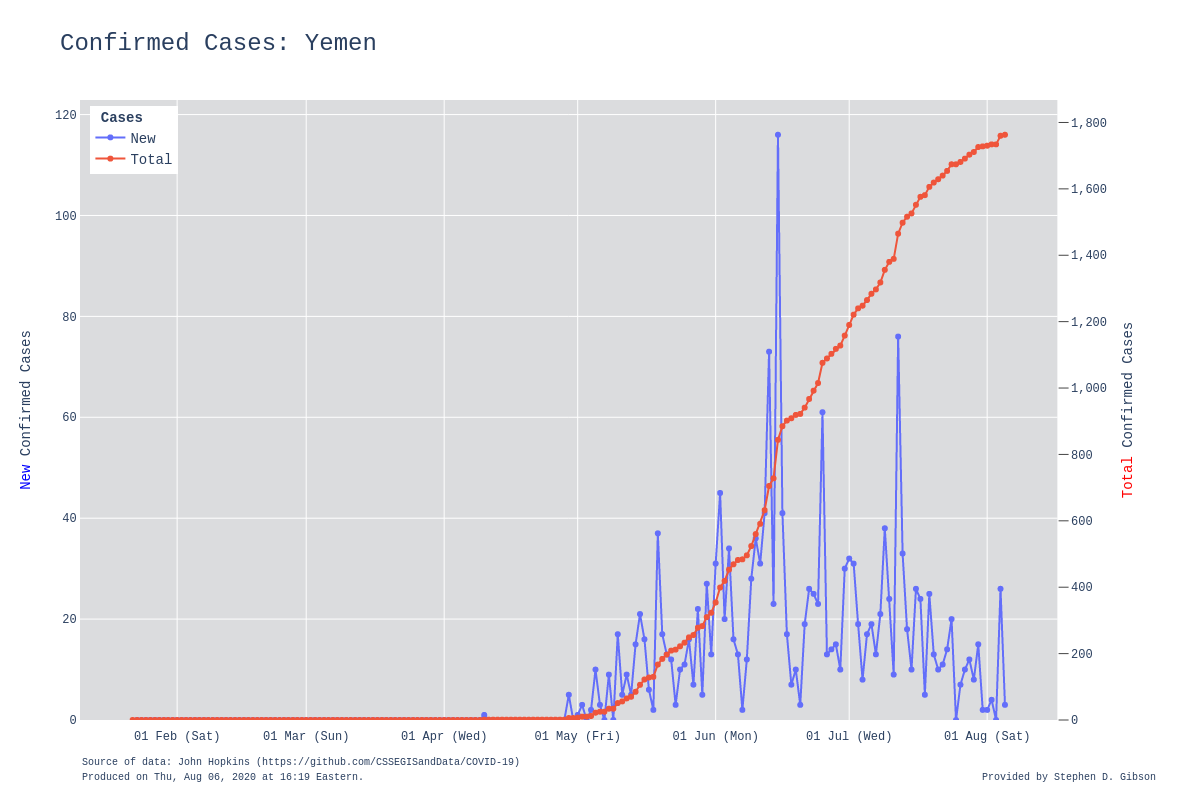 Confirmed Cases: Yemen
Cases
New
Total
120
100
80
60
40
20
0
1,800
1,600
1,400
1,200
1,000
800
600
400
200
0
New Confirmed Cases
Total Confirmed Cases
01 Feb (Sat) 01 Mar (Sun) 01 Apr (Wed) 01 May (Fri) 01 Jun (Mon) 01 Jul (Wed) 01 Aug (Sat)
Source of data: John Hopkins (https://github.com/CSSEGISandData/COVID-19)
Produced on Thu, Aug 06, 2020 at 16:19 Eastern.
Provided by Stephen D. Gibson